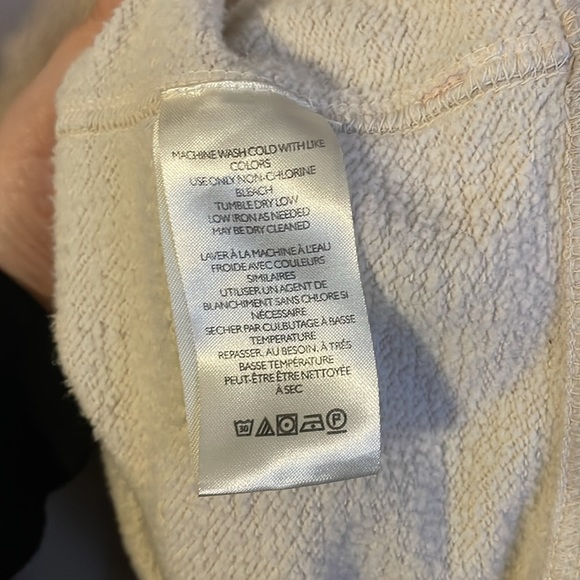 MACHINE WASH COLD WITH LIKE
COLORS
USE ONLY NON-CHLORINE
BLEACH
TUMBLE DRY LOW
LOW IRON AS NEEDED
MAY BE DRY CLEANED
LAVER À LA MACHINE À L'EAU
FROIDE AVEC COULEURS
SIMILAIRES
UTILISER UN AGENT DE
BLANCHIMENT SANS CHLORE SI
NÉCESSAIRE
SECHER PAR CULBUTAGE À BASSE
TEMPERATURE
REPASSER, AU BESOIN, À TRÉS
BASSE TEMPÉRATURE
PEUT-ÊTRE ÊTRE NETTOYÉE
À SEC
30 P